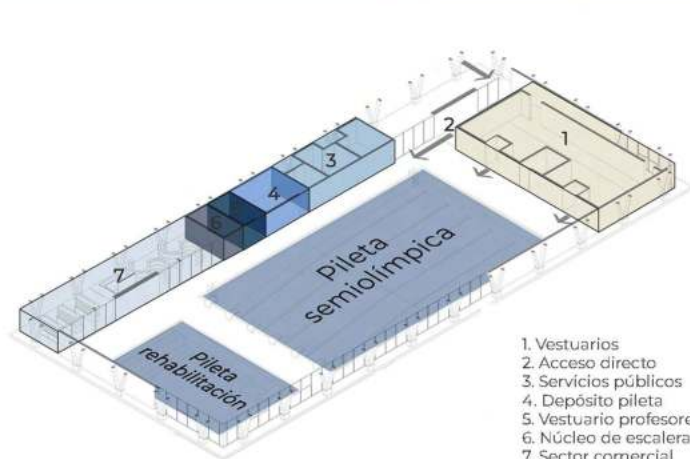 1
2
3
4
6
7
Pileta
semiolímpica
Pileta
rehabilitación
1. Vestuarios
2. Acceso directo
3. Servicios públicos
4. Depósito pileta
5. Vestuario profesore
6. Núcleo de escalera
7. Sector comercial